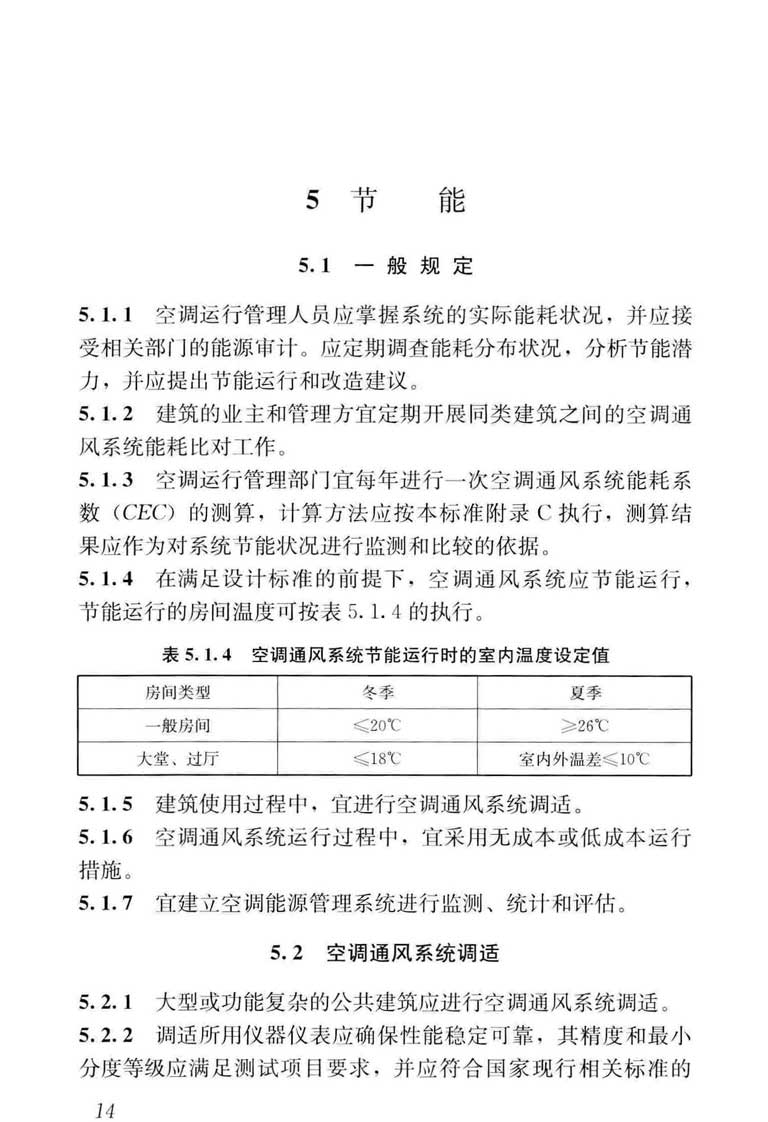 5 节 能
5.1 一般规定
5.1.1 空调运行管理人员应掌握系统的实际能耗状况，并应接
受相关部门的能源审计。应定期调查能耗分布状况，分析节能潜
力，并应提出节能运行和改造建议。
5.1.2 建筑的业主和管理方宜定期开展同类建筑之间的空调通
风系统能耗比对工作。
5.1.3 空调运行管理部门宜每年进行一次空调通风系统能耗系
数（CEC）的测算，计算方法应按本标准附录 C 执行，测算结
果应作为对系统节能状况进行监测和比较的依据。
5.1.4 在满足设计标准的前提下，空调通风系统应节能运行，
节能运行的房间温度可按表 5.1.4 的执行。
表 5.1.4 空调通风系统节能运行时的室内温度设定值
房间类型 冬季 夏季
一般房间 ≤20℃ ≥26℃
大堂、过厅 ≤18℃ 室内外温差≤10℃
5.1.5 建筑使用过程中，宜进行空调通风系统调适。
5.1.6 空调通风系统运行过程中，宜采用无成本或低成本运行
措施。
5.1.7 宜建立空调能源管理系统进行监测、统计和评估。
5.2 空调通风系统调适
5.2.1 大型或功能复杂的公共建筑应进行空调通风系统调适。
5.2.2 调适所用仪器仪表应确保性能稳定可靠，其精度和最小
分度等级应满足测试项目要求，并应符合国家现行相关标准的
14